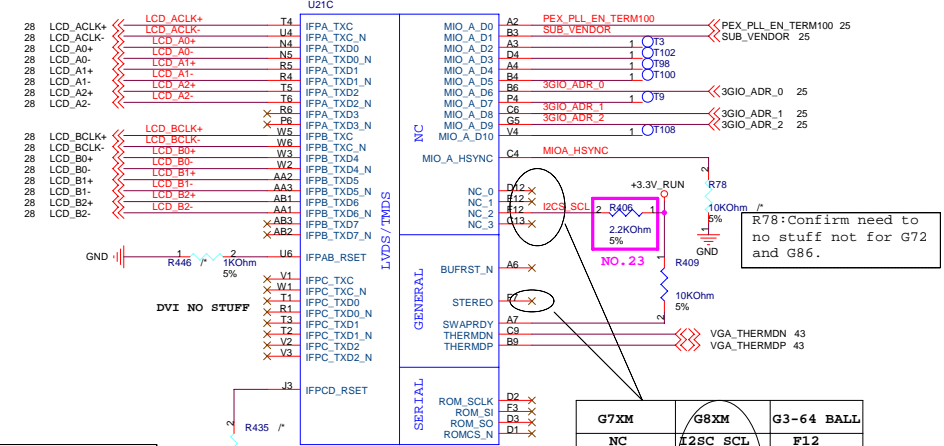 U21C
28 LCD_ACLK+ LCD_ACLK+ T4 IFPA_TXC
28 LCD_ACLK- LCD_ACLK- U4 IFPA_TXC_N
28 LCD_A0+ LCD_A0+ N4 IFPA_TXD0
28 LCD_A0- LCD_A0- N5 IFPA_TXD0_N
28 LCD_A1+ LCD_A1+ R5 IFPA_TXD1
28 LCD_A1- LCD_A1- R4 IFPA_TXD1_N
28 LCD_A2+ LCD_A2+ T5 IFPA_TXD2
28 LCD_A2- LCD_A2- T6 IFPA_TXD2_N
R6 IFPA_TXD3
P6 IFPA_TXD3_N
28 LCD_BCLK+ LCD_BCLK+ W5 IFPB_TXC
28 LCD_BCLK- LCD_BCLK- W6 IFPB_TXC_N
28 LCD_B0+ LCD_B0+ W3 IFPB_TXD4
28 LCD_B0- LCD_B0- W2 IFPB_TXD4_N
28 LCD_B1+ LCD_B1+ AA2 IFPB_TXD5
28 LCD_B1- LCD_B1- AA3 IFPB_TXD5_N
28 LCD_B2+ LCD_B2+ AB1 IFPB_TXD6
28 LCD_B2- LCD_B2- AA1 IFPB_TXD6_N
AB3 IFPB_TXD7
AB2 IFPB_TXD7_N
GND 1 2 U6 IFPAB_RSET
R446 /* 1KOhm
5%
V1 IFPC_TXC
W1 IFPC_TXC_N
DVI NO STUFF
T1 IFPC_TXD0
R1 IFPC_TXD0_N
T3 IFPC_TXD1
T2 IFPC_TXD1_N
V2 IFPC_TXD2
V3 IFPC_TXD2_N
J3 IFPCD_RSET
2
R435 /*
LVDS/TMDS
NC
GENERAL
SERIAL
MIO_A_D0 A2 PEX_PLL_EN_TERM100 PEX_PLL_EN_TERM100 25
MIO_A_D1 B3 SUB_VENDOR SUB_VENDOR 25
MIO_A_D2 A3 1 T3
MIO_A_D3 D4 1 T102
MIO_A_D4 A4 1 T98
MIO_A_D5 B4 1 T100
MIO_A_D6 B6 3GIO_ADR_0 3GIO_ADR_0 25
MIO_A_D7 P4 1 T9
MIO_A_D8 C6 3GIO_ADR_1 3GIO_ADR_1 25
MIO_A_D9 G5 3GIO_ADR_2 3GIO_ADR_2 25
MIO_A_D10 V4 1 T108
MIO_A_HSYNC C4 MIOA_HSYNC
NC_0 D12
NC_1 E12
NC_2 F12 I2CS_SCL 2 R406 1
NC_3 C13
2.2KOhm
5%
NO.23
+3.3V_RUN
2
R78
10KOhm /*
5%
1
GND
R78:Confirm need to
no stuff not for G72
and G86.
BUFRST_N A6
1
R409
10KOhm
5%
2
STEREO F7
SWAPRDY A7
THERMDN C9 VGA_THERMDN 43
THERMDP B9 VGA_THERMDP 43
ROM_SCLK D2
ROM_SI F3
ROM_SO D3
ROMCS_N D1
G7XM G8XM G3-64 BALL
NC I2SC SCL F12